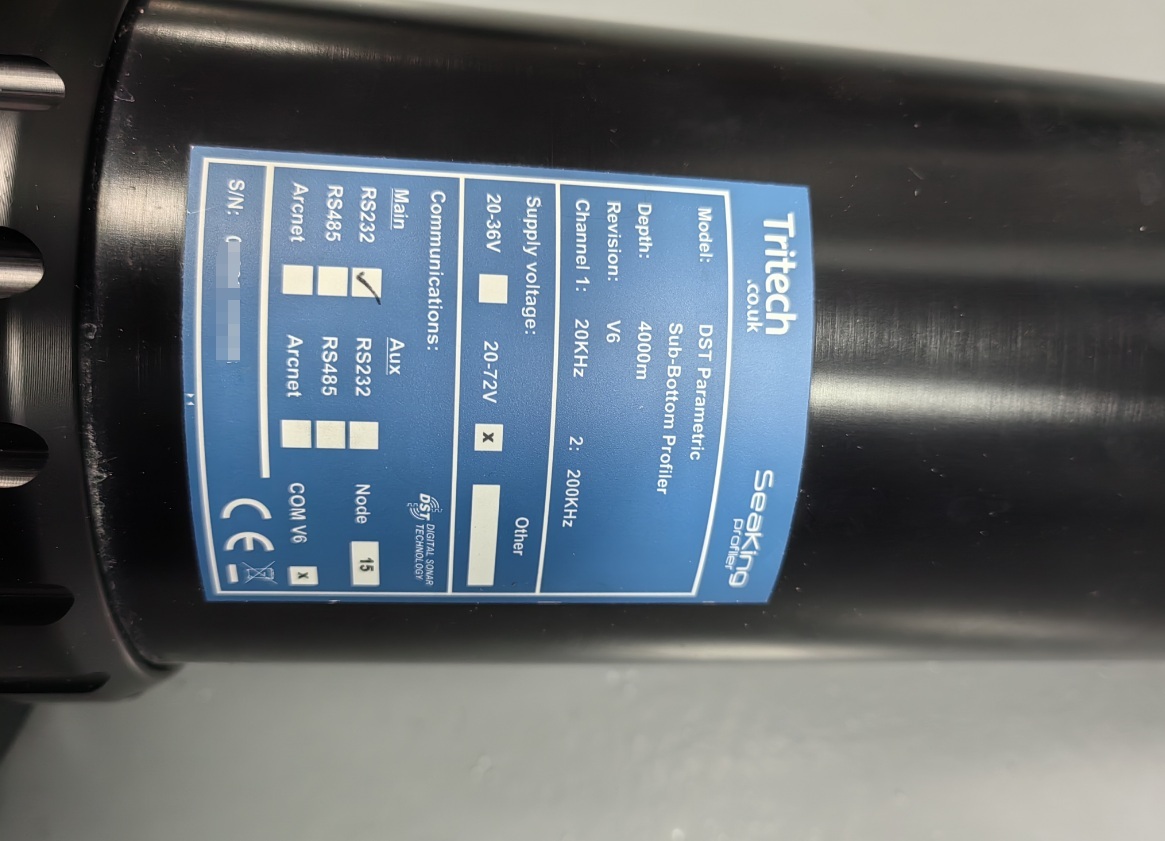 Tritech
.co.uk
SeaKing
profiler
Model: DST Parametric
Sub-Bottom Profiler
Depth: 4000m
Revision: V6
Channel 1: 20KHz 2: 200KHz
Supply voltage: Other
20-36V 20-72V x
Communications:
DST DIGITAL SONAR
TECHNOLOGY
Main Aux
RS232 ✓ RS232 Node 15
RS485 RS485
Arcnet Arcnet COM V6 x
S/N:
CE